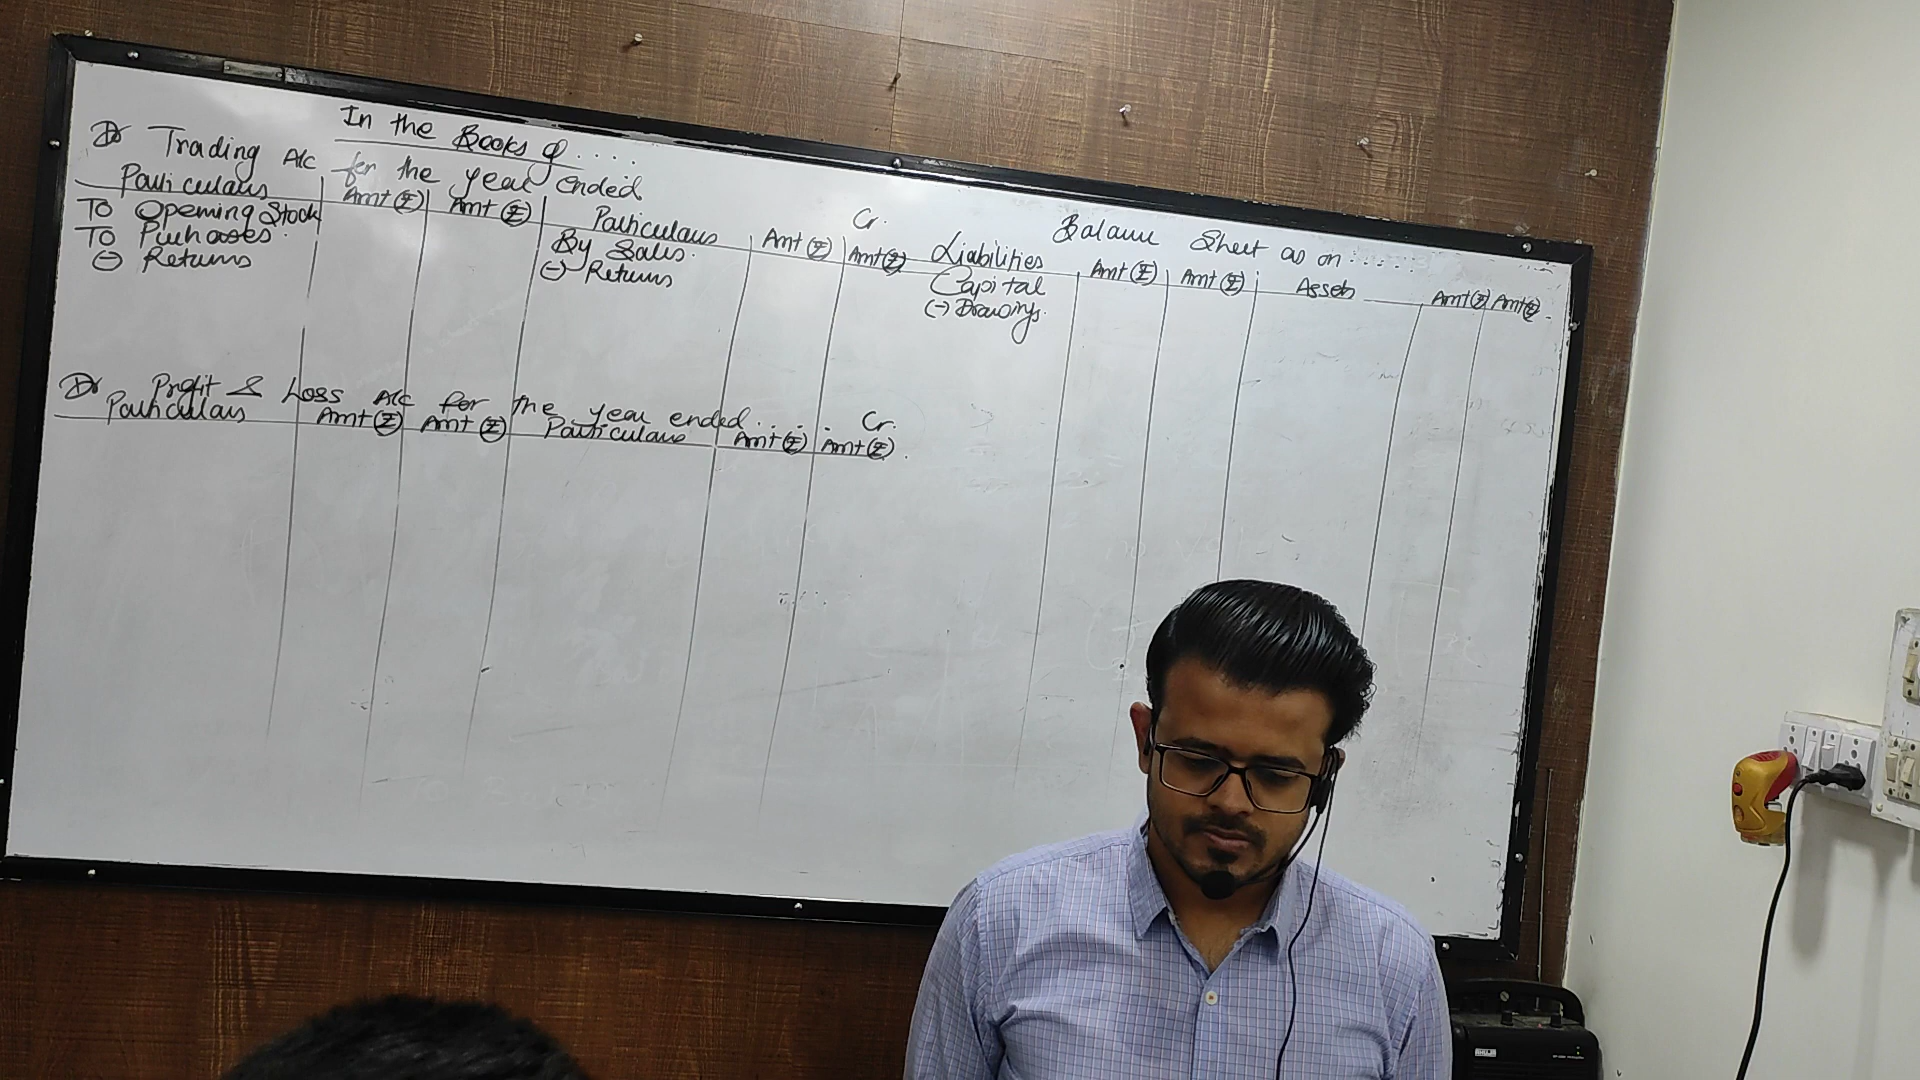 In the Books of ....
Dr Trading A/c for the year ended Cr.
Particulars Amt (₹) Amt (₹) Particulars Amt (₹) Amt (₹)
To Opening Stock By Sales.
To Purhases. (-) Returns
(-) Returns
Dr Profit & Loss A/c for the year ended..... Cr.
Particulars Amt (₹) Amt (₹) Particulars Amt (₹) Amt (₹)
Balance Sheet as on .....
Liabilities Amt (₹) Amt (₹) Assets Amt (₹) Amt (₹)
Capital
(-) Drawings.
AHUJA